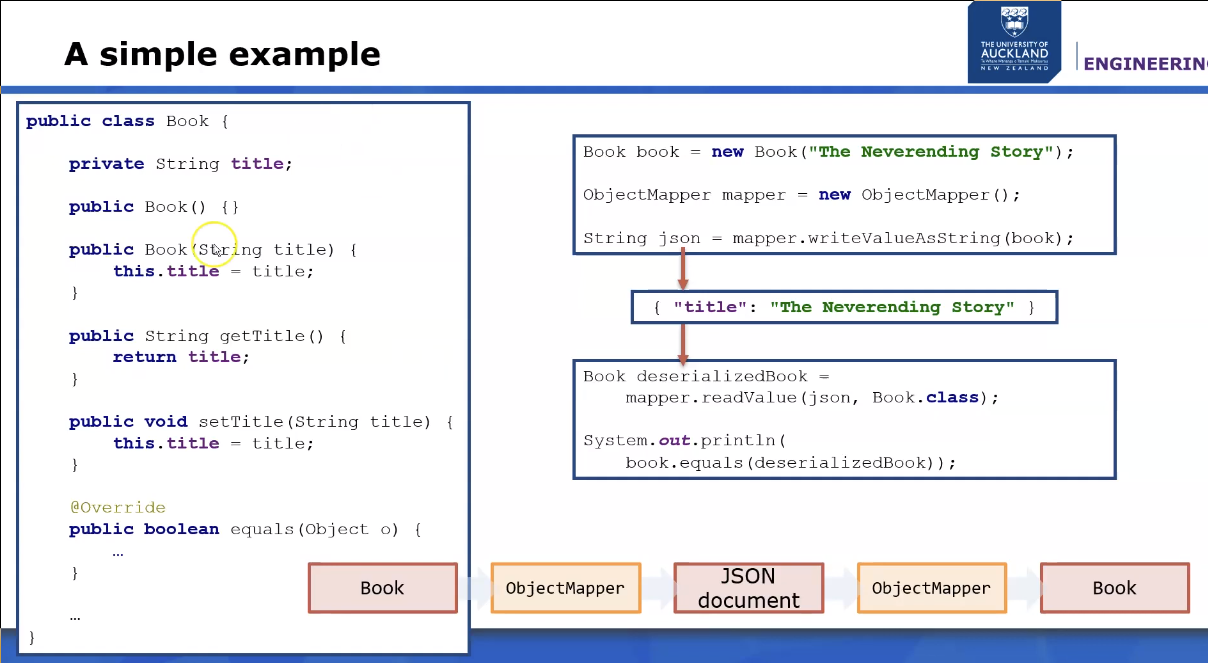 A simple example
THE UNIVERSITY OF
AUCKLAND
Te Whare Wānanga o Tāmaki Makaurau
NEW ZEALAND
ENGINEERIN
public class Book {
private String title;
public Book() {}
public Book(String title) {
this.title = title;
}
public String getTitle() {
return title;
}
public void setTitle(String title) {
this.title = title;
}
@Override
public boolean equals(Object o) {
…
}
…
}
Book book = new Book("The Neverending Story");
ObjectMapper mapper = new ObjectMapper();
String json = mapper.writeValueAsString(book);
{ "title": "The Neverending Story" }
Book deserializedBook =
mapper.readValue(json, Book.class);
System.out.println(
book.equals(deserializedBook));
Book
ObjectMapper
JSON
document
ObjectMapper
Book